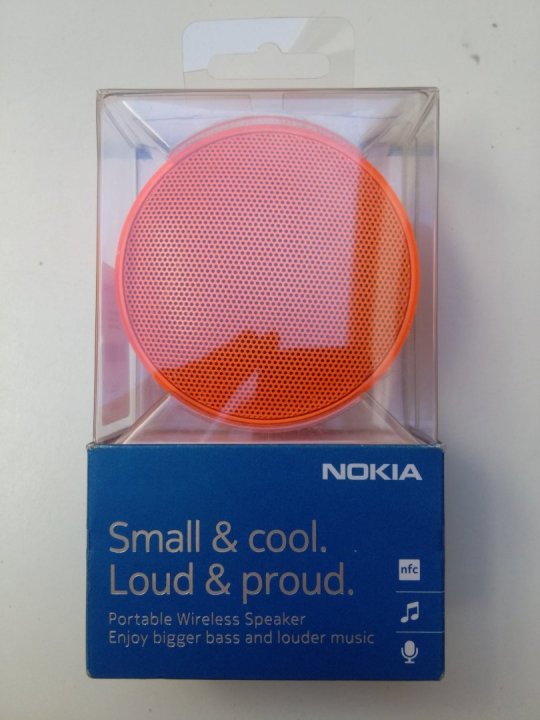 NOKIA
Small & cool.
Loud & proud.
nfc
Portable Wireless Speaker
Enjoy bigger bass and louder music